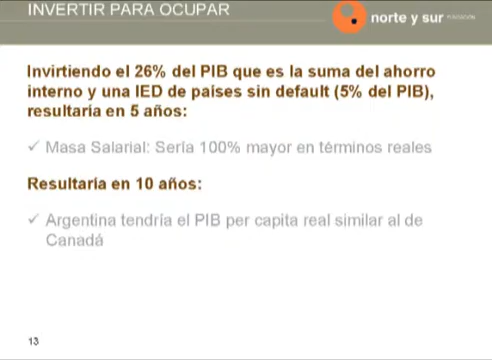 INVERTIR PARA OCUPAR
norte y sur
Invirtiendo el 26% del PIB que es la suma del ahorro
interno y una IED de países sin default (5% del PIB),
resultaría en 5 años:
✓ Masa Salarial: Sería 100% mayor en términos reales
Resultaría en 10 años:
✓ Argentina tendría el PIB per capita real similar al de
Canadá
13